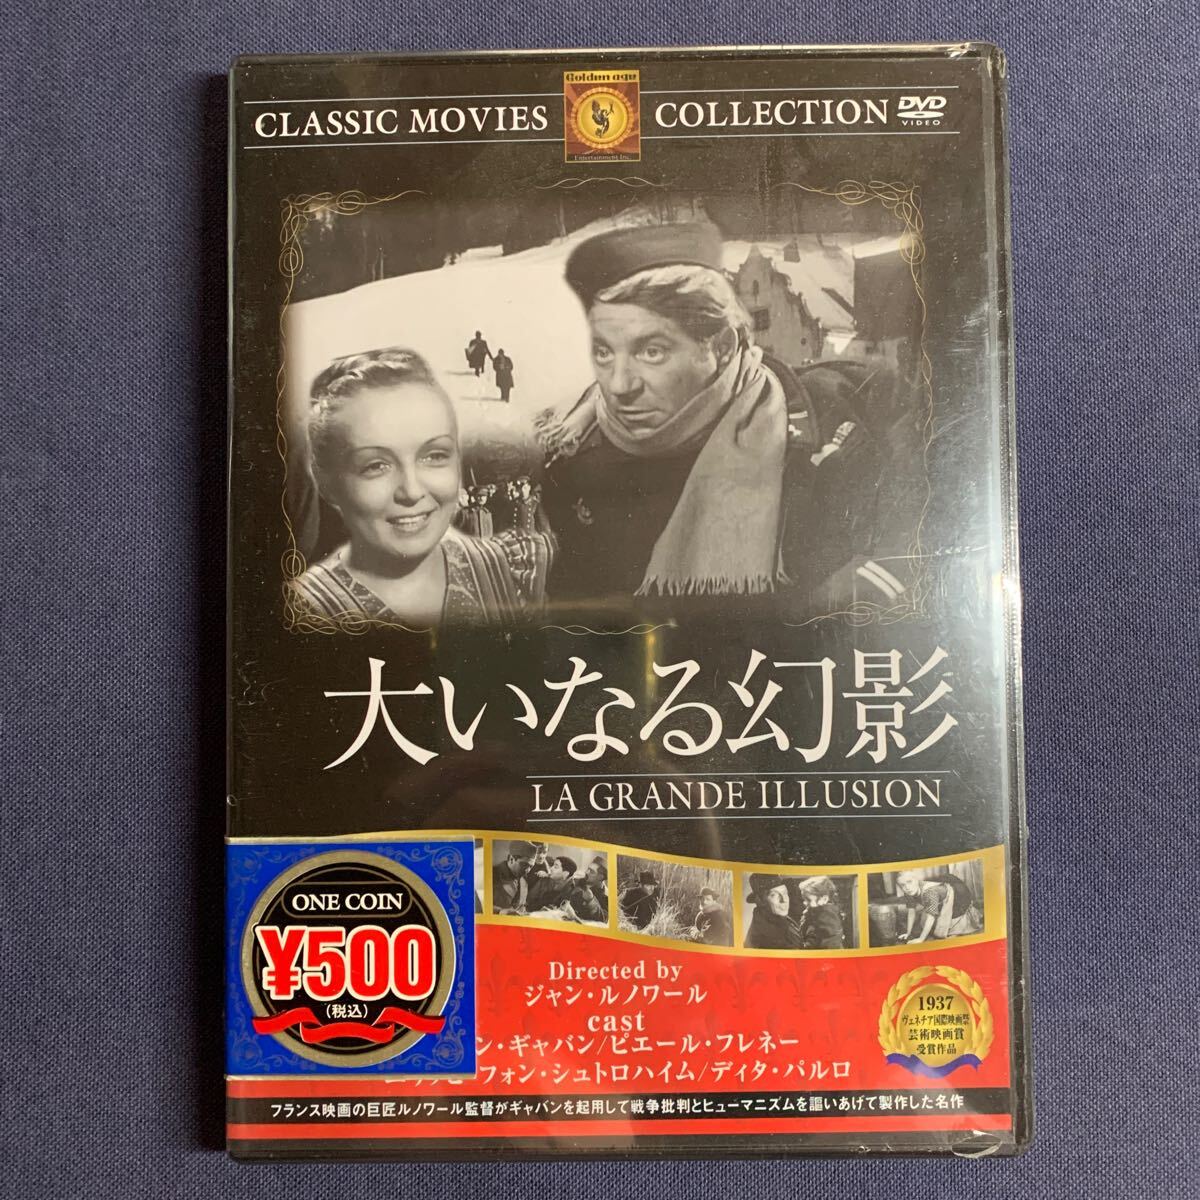 Golden age
CLASSIC MOVIES
COLLECTION
DVD
VIDEO
Entertainment Inc.
大いなる幻影
LA GRANDE ILLUSION
ONE COIN
¥500
(税込)
Directed by
ジャン・ルノワール
cast
ン・ギャバン/ピエール・フレネー
フォン・シュトロハイム/ディタ・パルロ
1937
ヴェネチア国際映画祭
芸術映画賞
受賞作品
フランス映画の巨匠ルノワール監督がギャバンを起用して戦争批判とヒューマニズムを謳いあげて製作した名作